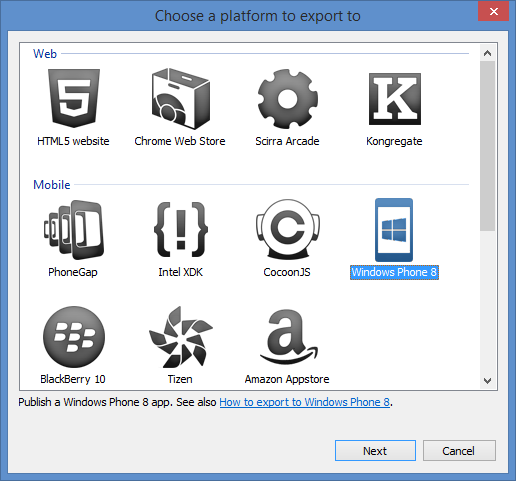 Choose a platform to export to
Web
HTML5 website
Chrome Web Store
Scirra Arcade
Kongregate
Mobile
PhoneGap
Intel XDK
CocoonJS
Windows Phone 8
BlackBerry 10
Tizen
Amazon Appstore
Publish a Windows Phone 8 app. See also How to export to Windows Phone 8.
Next
Cancel